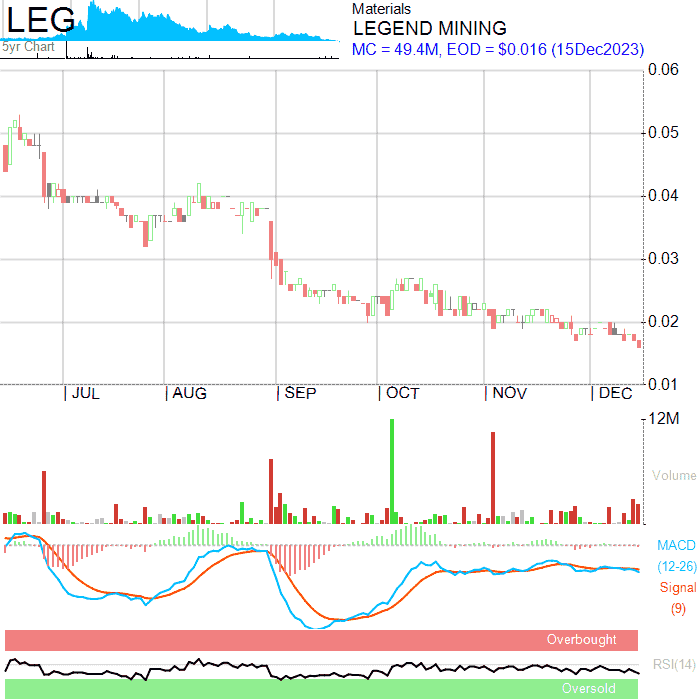 LEG
5yr Chart
Materials
LEGEND MINING
MC = 49.4M, EOD = $0.016 (15Dec2023)
0.06
0.05
0.04
0.03
0.02
0.01
JUL AUG SEP OCT NOV DEC
12M
Volume
MACD
(12-26)
Signal
(9)
Overbought
RSI(14)
Oversold